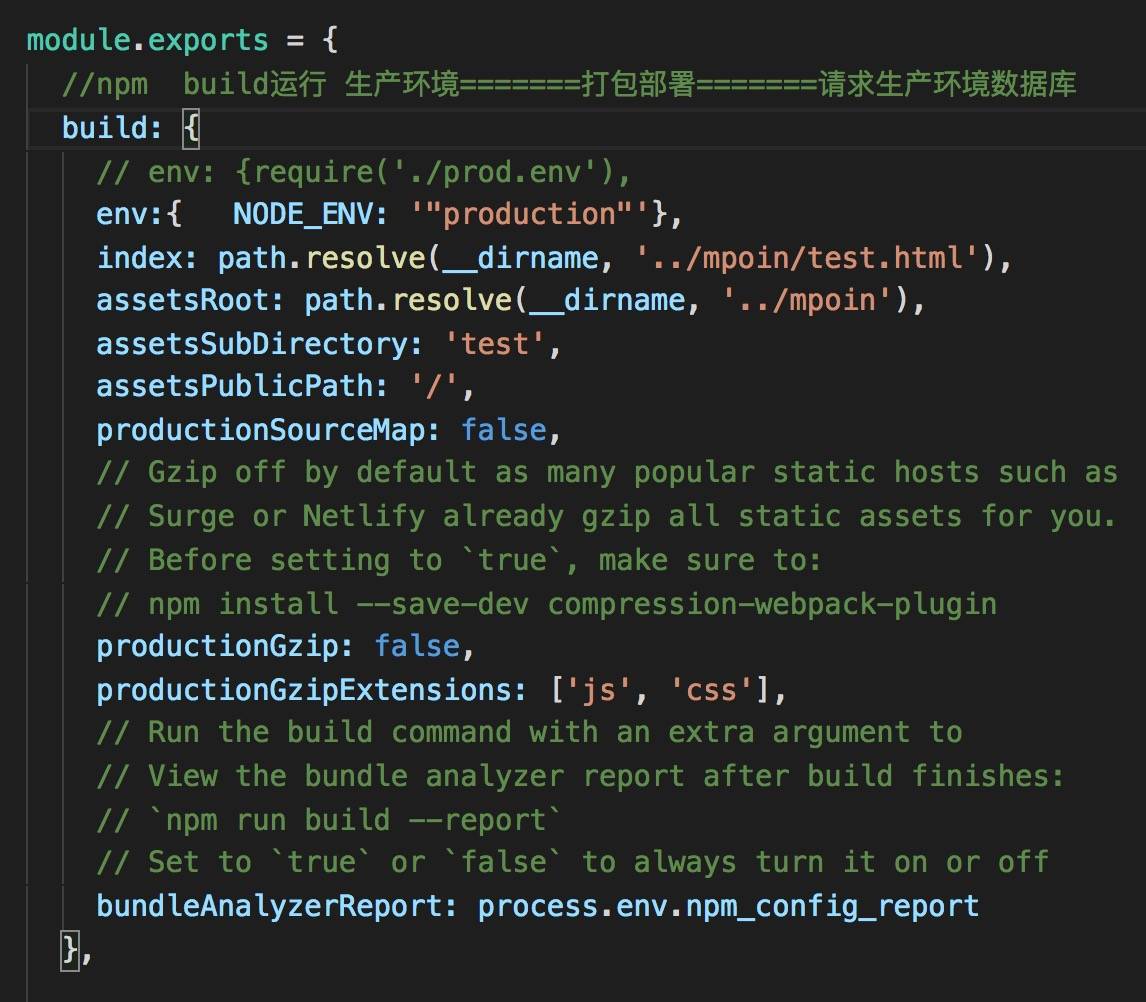 module.exports = {
//npm  build运行 生产环境=======打包部署=======请求生产环境数据库
build: {
// env: {require('./prod.env'),
env:{   NODE_ENV: '"production"'},
index: path.resolve(__dirname, '../mpoin/test.html'),
assetsRoot: path.resolve(__dirname, '../mpoin'),
assetsSubDirectory: 'test',
assetsPublicPath: '/',
productionSourceMap: false,
// Gzip off by default as many popular static hosts such as
// Surge or Netlify already gzip all static assets for you.
// Before setting to `true`, make sure to:
// npm install --save-dev compression-webpack-plugin
productionGzip: false,
productionGzipExtensions: ['js', 'css'],
// Run the build command with an extra argument to
// View the bundle analyzer report after build finishes:
// `npm run build --report`
// Set to `true` or `false` to always turn it on or off
bundleAnalyzerReport: process.env.npm_config_report
},